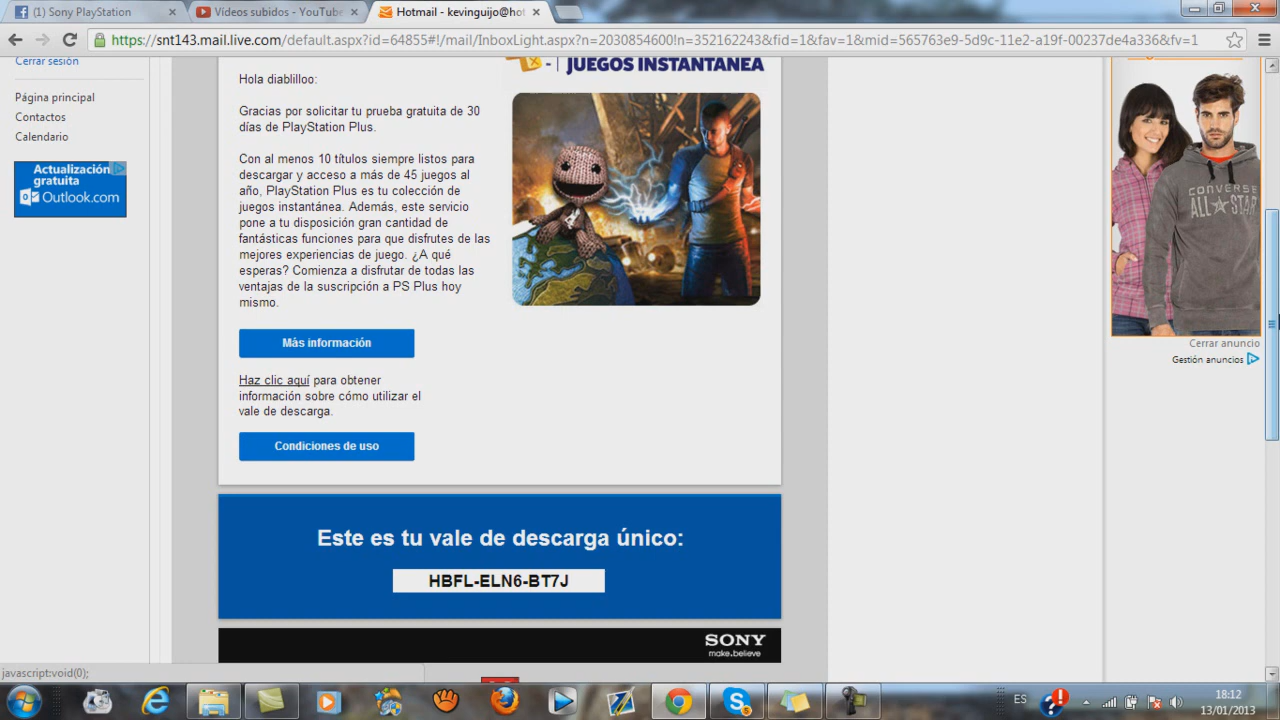 (1) Sony PlayStation
Videos subidos - YouTube
Hotmail - kevinguijo@hot
https://snt143.mail.live.com/default.aspx?id=64855#!/mail/InboxLight.aspx?n=2030854600!n=352162243&fid=1&fav=1&mid=565763e9-5d9c-11e2-a19f-00237de4a336&fv=1
Cerrar sesión
Página principal
Contactos
Calendario
Actualización
gratuita
Outlook.com
JUEGOS INSTANTÁNEA
Hola diablilloo:
Gracias por solicitar tu prueba gratuita de 30
días de PlayStation Plus.
Con al menos 10 títulos siempre listos para
descargar y acceso a más de 45 juegos al
año, PlayStation Plus es tu colección de
juegos instantánea. Además, este servicio
pone a tu disposición gran cantidad de
fantásticas funciones para que disfrutes de las
mejores experiencias de juego. ¿A qué
esperas? Comienza a disfrutar de todas las
ventajas de la suscripción a PS Plus hoy
mismo.
Más información
Haz clic aquí para obtener
información sobre cómo utilizar el
vale de descarga.
Condiciones de uso
Este es tu vale de descarga único:
HBFL-ELN6-BT7J
SONY
make.believe
CONVERSE
ALL STAR
Cerrar anuncio
Gestión anuncios
javascript:void(0);
5
ES
18:12
13/01/2013